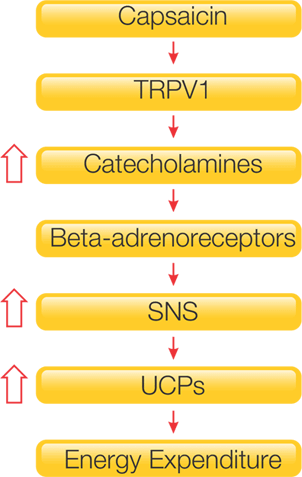 Capsaicin
TRPV1
Catecholamines
Beta-adrenoreceptors
SNS
UCPs
Energy Expenditure